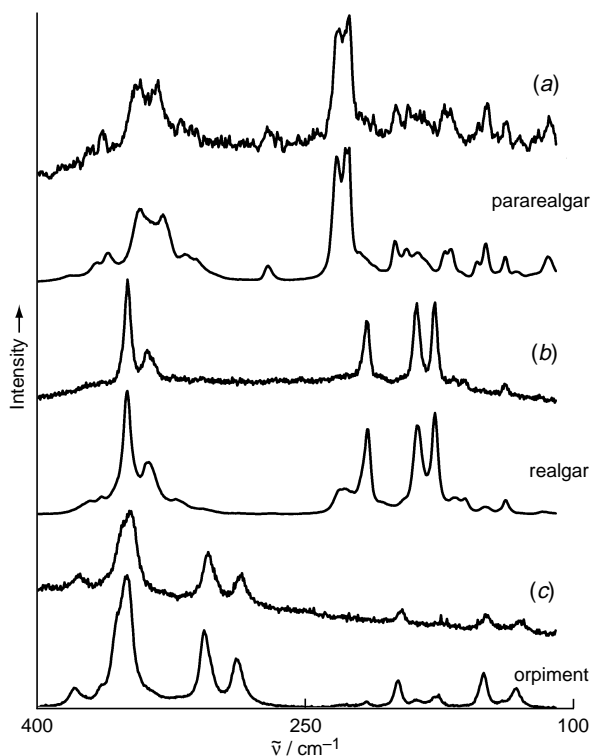 (a)
pararealgar
(b)
Intensity →
realgar
(c)
orpiment
400 250 100
ν̃ / cm⁻¹